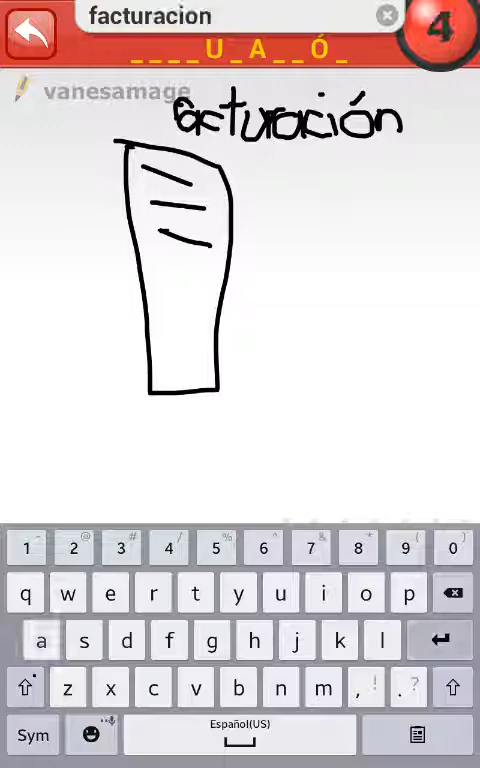 facturacion
4
_ _ _ _ U _ A _ _ Ó _
vanesamage
facturación
1 - 2 @ 3 # 4 / 5 % 6 ^ 7 & 8 * 9 ( 0 )
q w e r t y u i o p
a s d f g h j k l
z x c v b n m , ! . ?
Sym Español(US)